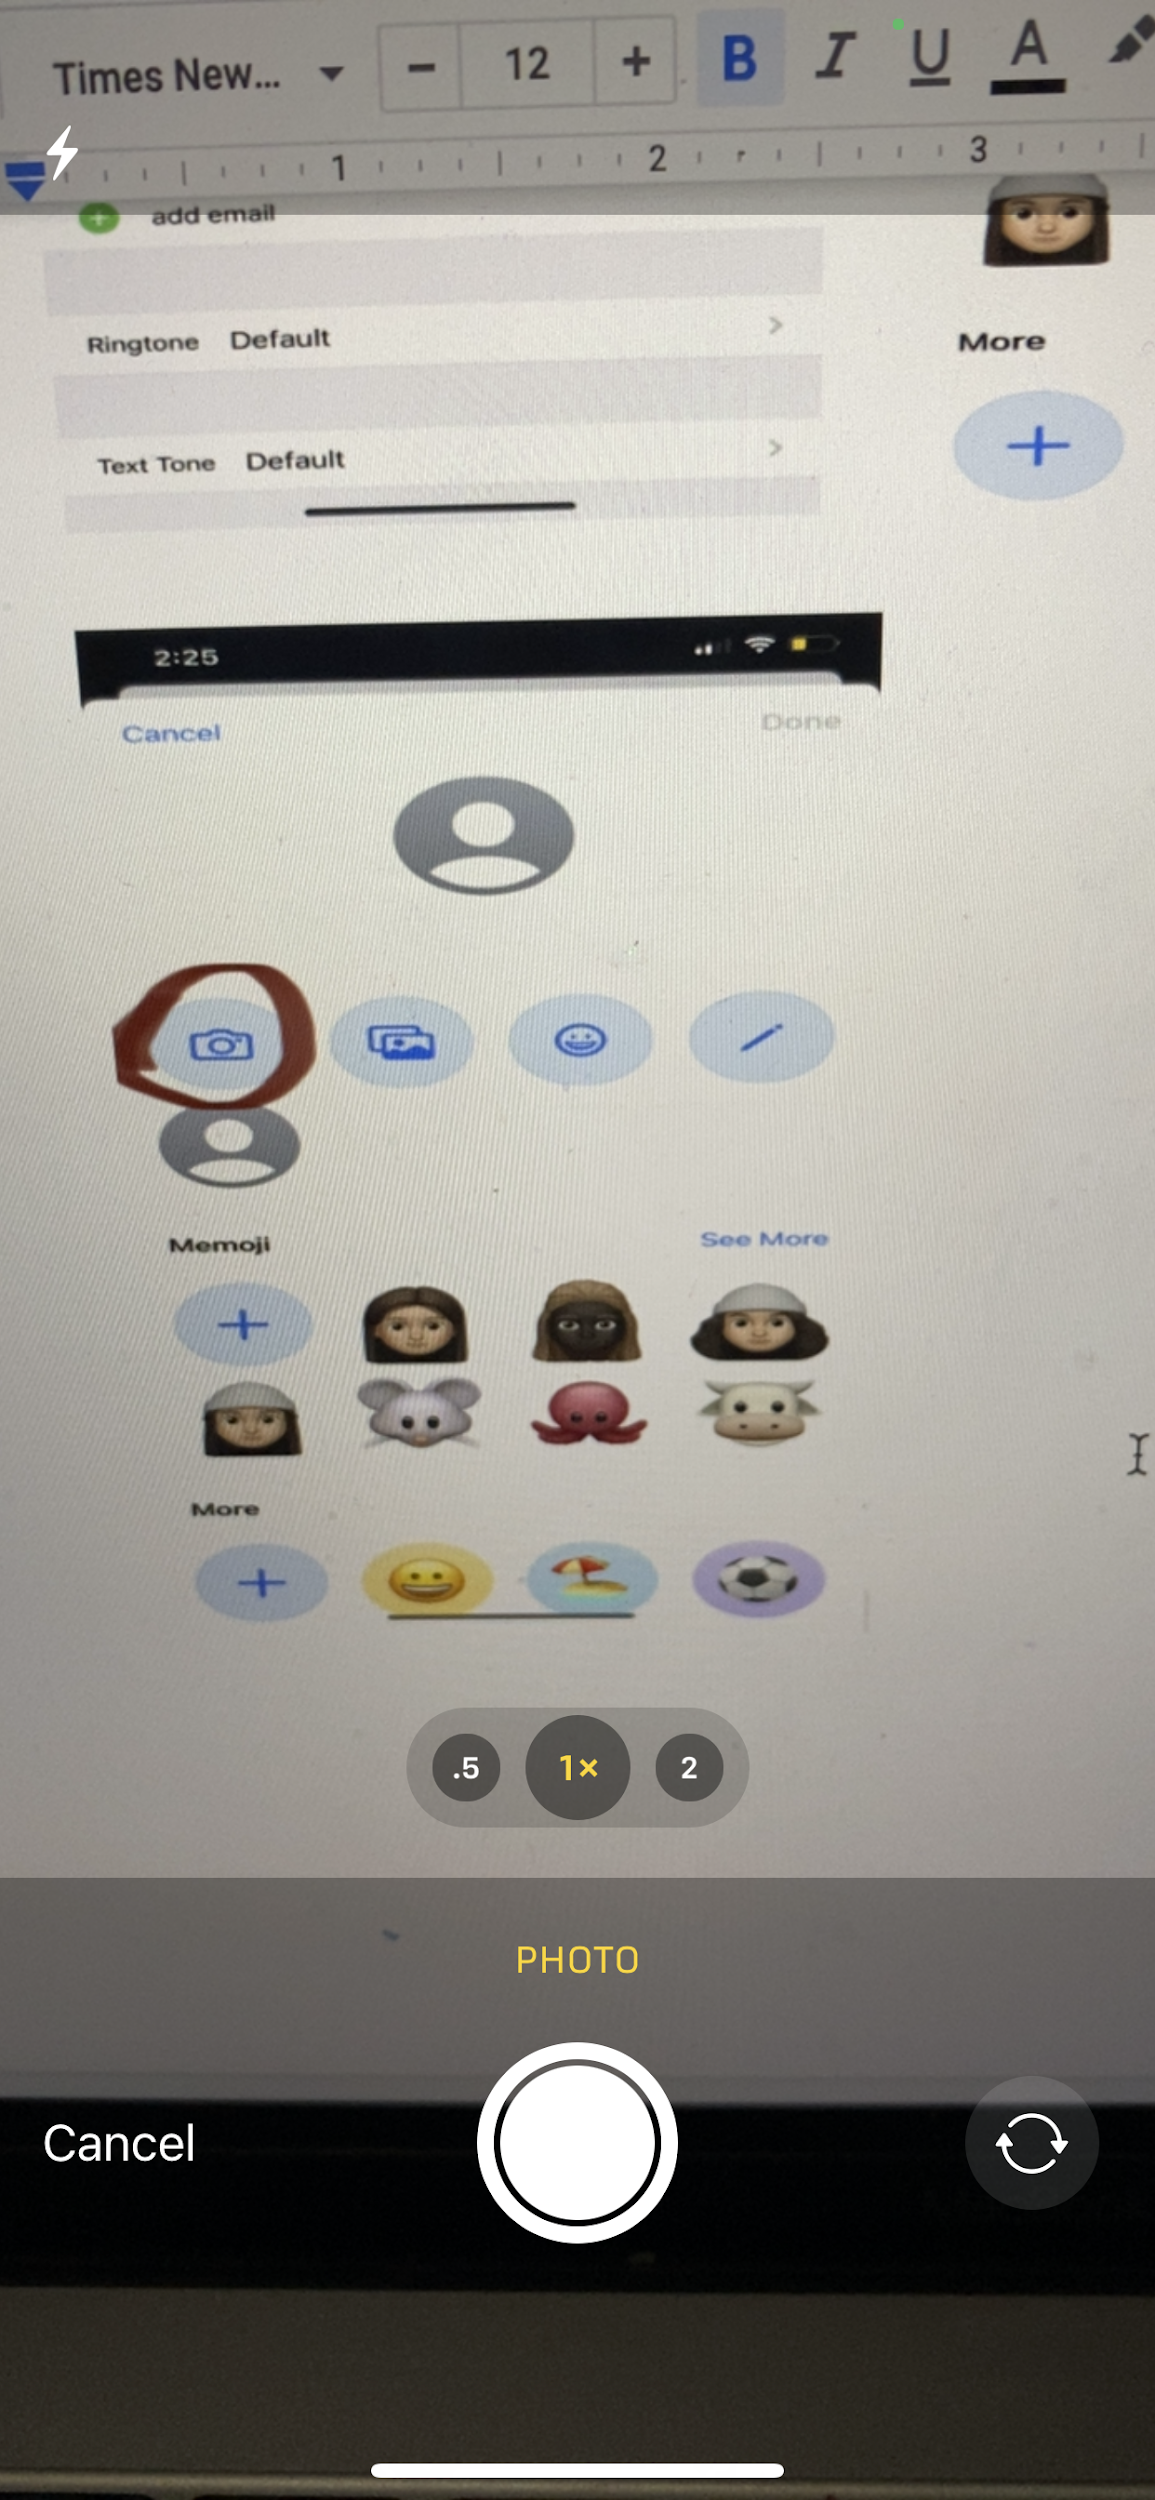 Times New...
12
B I U A
1 2 3
add email
Ringtone Default
More
Text Tone Default
2:25
Cancel Done
Memoji See More
More
.5 1× 2
PHOTO
Cancel